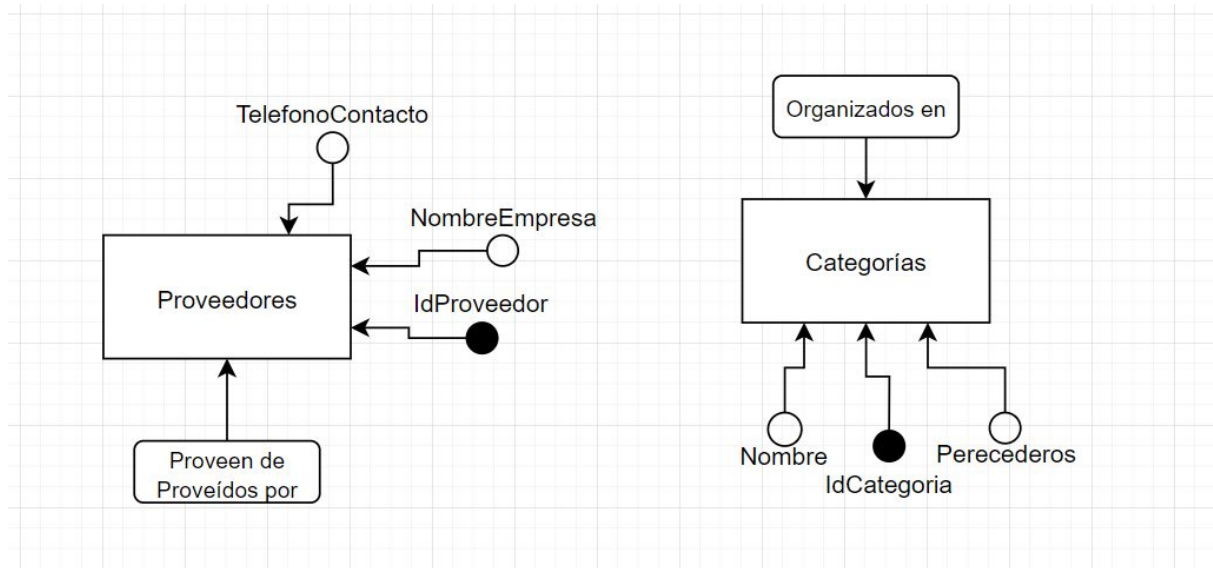 TelefonoContacto
NombreEmpresa
Proveedores
IdProveedor
Proveen de
Proveídos por
Organizados en
Categorías
Nombre
IdCategoria
Perecederos